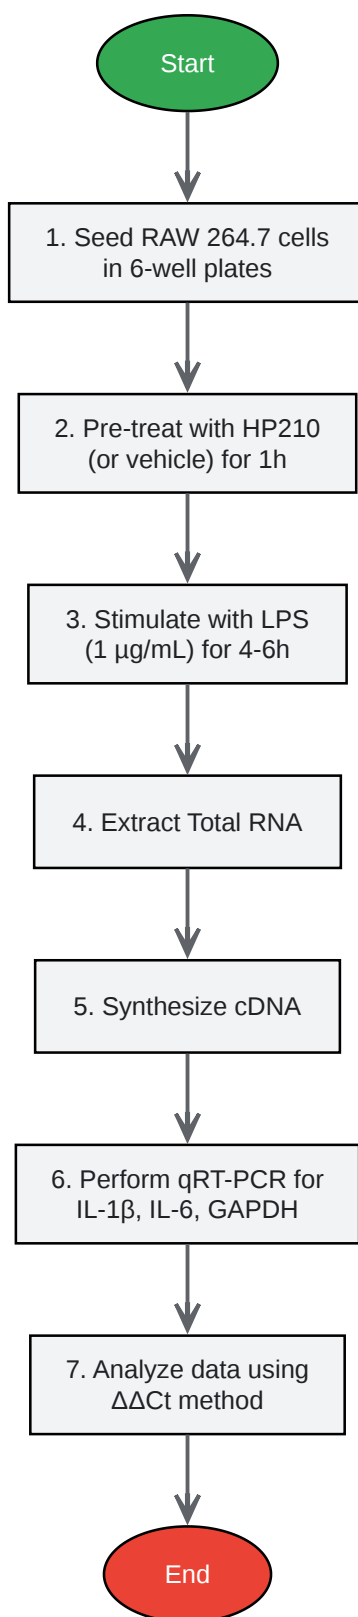 Start
1. Seed RAW 264.7 cells
in 6-well plates
2. Pre-treat with HP210
(or vehicle) for 1h
3. Stimulate with LPS
(1 µg/mL) for 4-6h
4. Extract Total RNA
5. Synthesize cDNA
6. Perform qRT-PCR for
IL-1β, IL-6, GAPDH
7. Analyze data using
ΔΔCt method
End